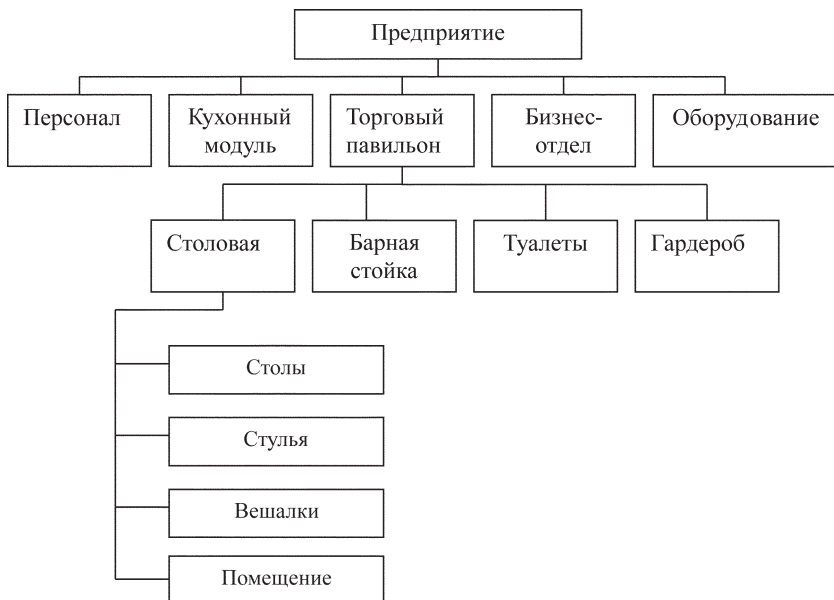 Предприятие
Персонал
Кухонный
модуль
Торговый
павильон
Бизнес-
отдел
Оборудование
Столовая
Барная
стойка
Туалеты
Гардероб
Столы
Стулья
Вешалки
Помещение